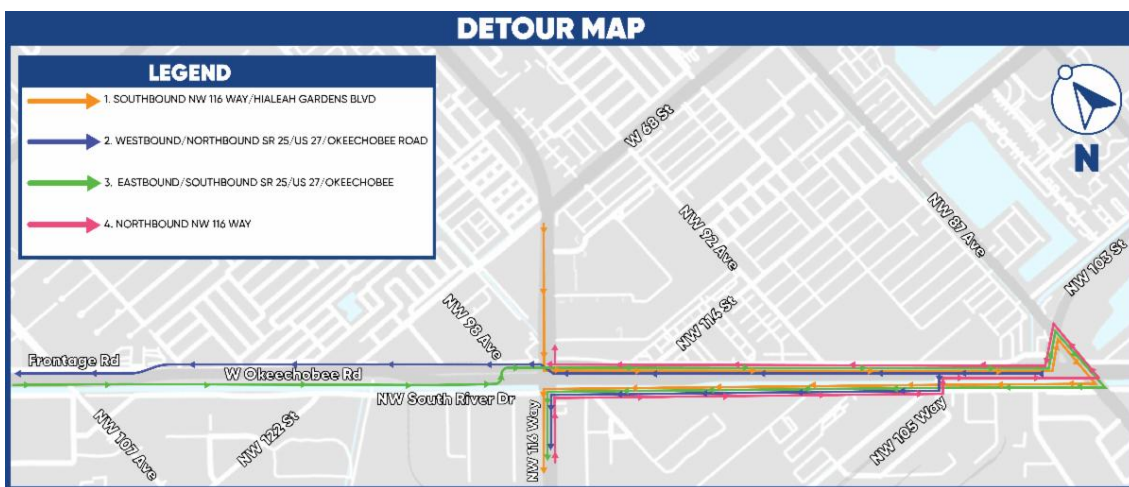 DETOUR MAP
LEGEND
1. SOUTHBOUND NW 116 WAY/HIALEAH GARDENS BLVD
2. WESTBOUND/NORTHBOUND SR 25/US 27/OKEECHOBEE ROAD
3. EASTBOUND/SOUTHBOUND SR 25/US 27/OKEECHOBEE
4. NORTHBOUND NW 116 WAY
N
W 68 St
NW 92 Ave
NW 87 Ave
NW 103 St
NW 98 Ave
NW 114 St
Frontage Rd
W Okeechobee Rd
NW South River Dr
NW 107 Ave
NW 122 St
NW 116 Way
NW 105 Way